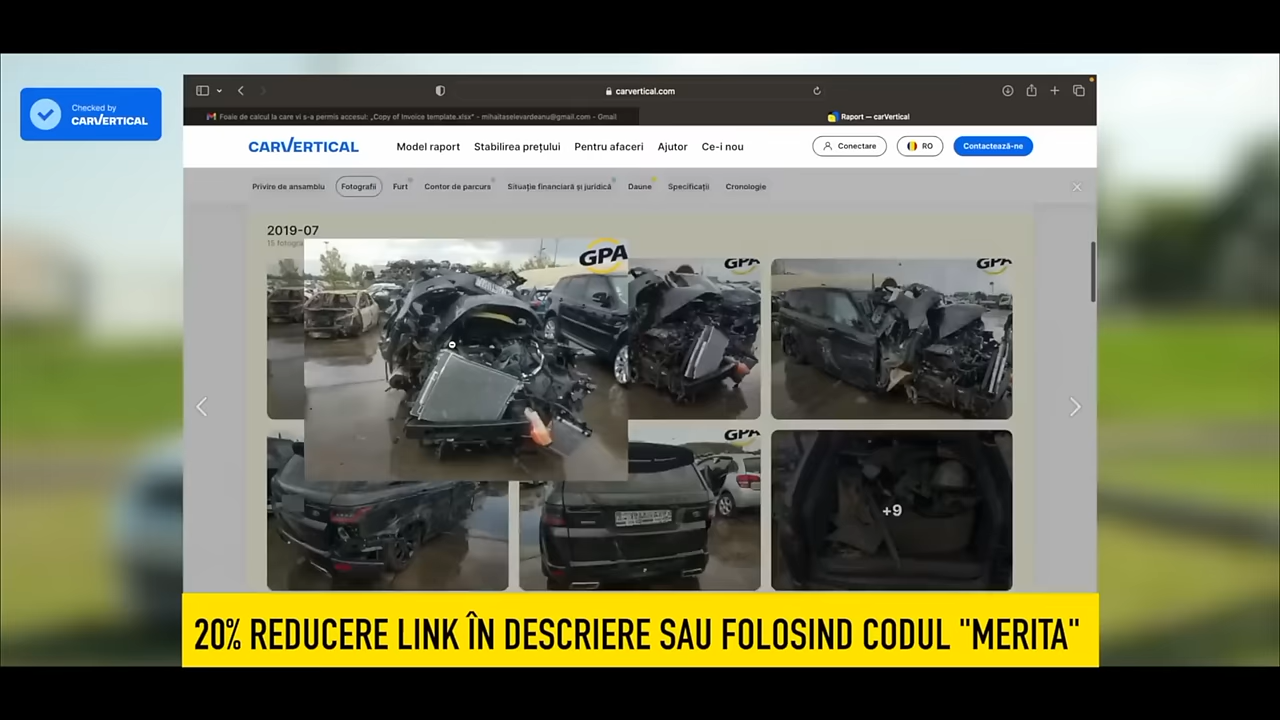 Checked by
CARVERTICAL
carvertical.com
Foaie de calcul la care vi s-a permis accesul: „Copy of Invoice template.xlsx" - mihaitaselevardeanu@gmail.com - Gmail
Raport — carVertical
CARVERTICAL
Model raport
Stabilirea prețului
Pentru afaceri
Ajutor
Ce-i nou
Conectare
RO
Contactează-ne
Privire de ansamblu
Fotografii
Furt
Contor de parcurs
Situație financiară și juridică
Daune
Specificații
Cronologie
2019-07
GPA
GPA
GPA
GPA
+9
20% REDUCERE LINK ÎN DESCRIERE SAU FOLOSIND CODUL "MERITA"